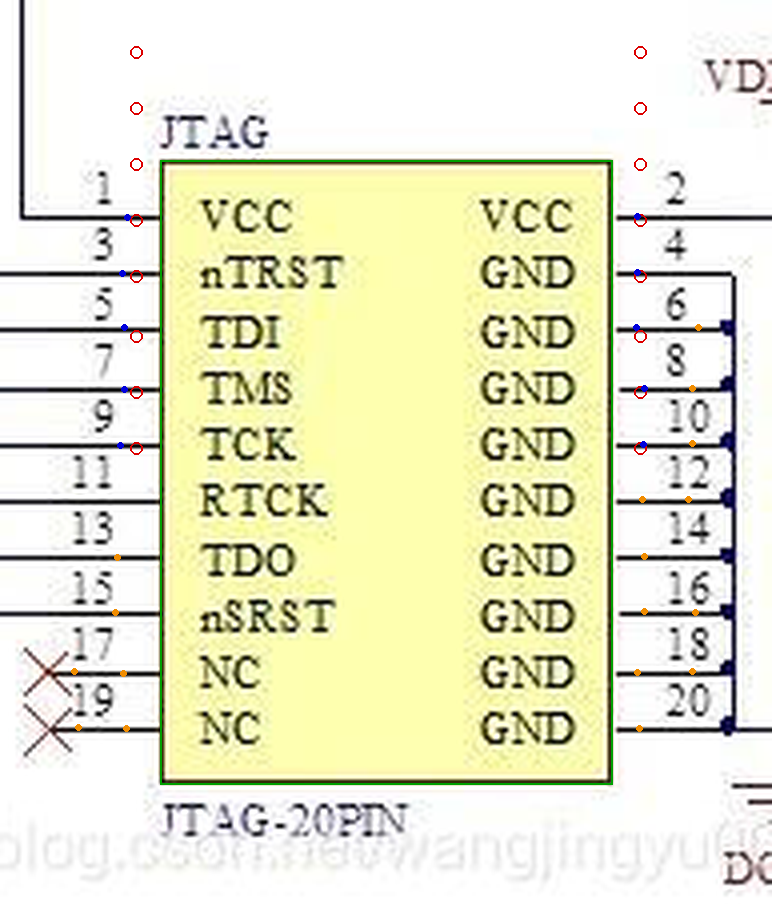 JTAG
1 VCC VCC 2
3 nTRST GND 4
5 TDI GND 6
7 TMS GND 8
9 TCK GND 10
11 RTCK GND 12
13 TDO GND 14
15 nSRST GND 16
17 NC GND 18
19 NC GND 20
JTAG-20PIN